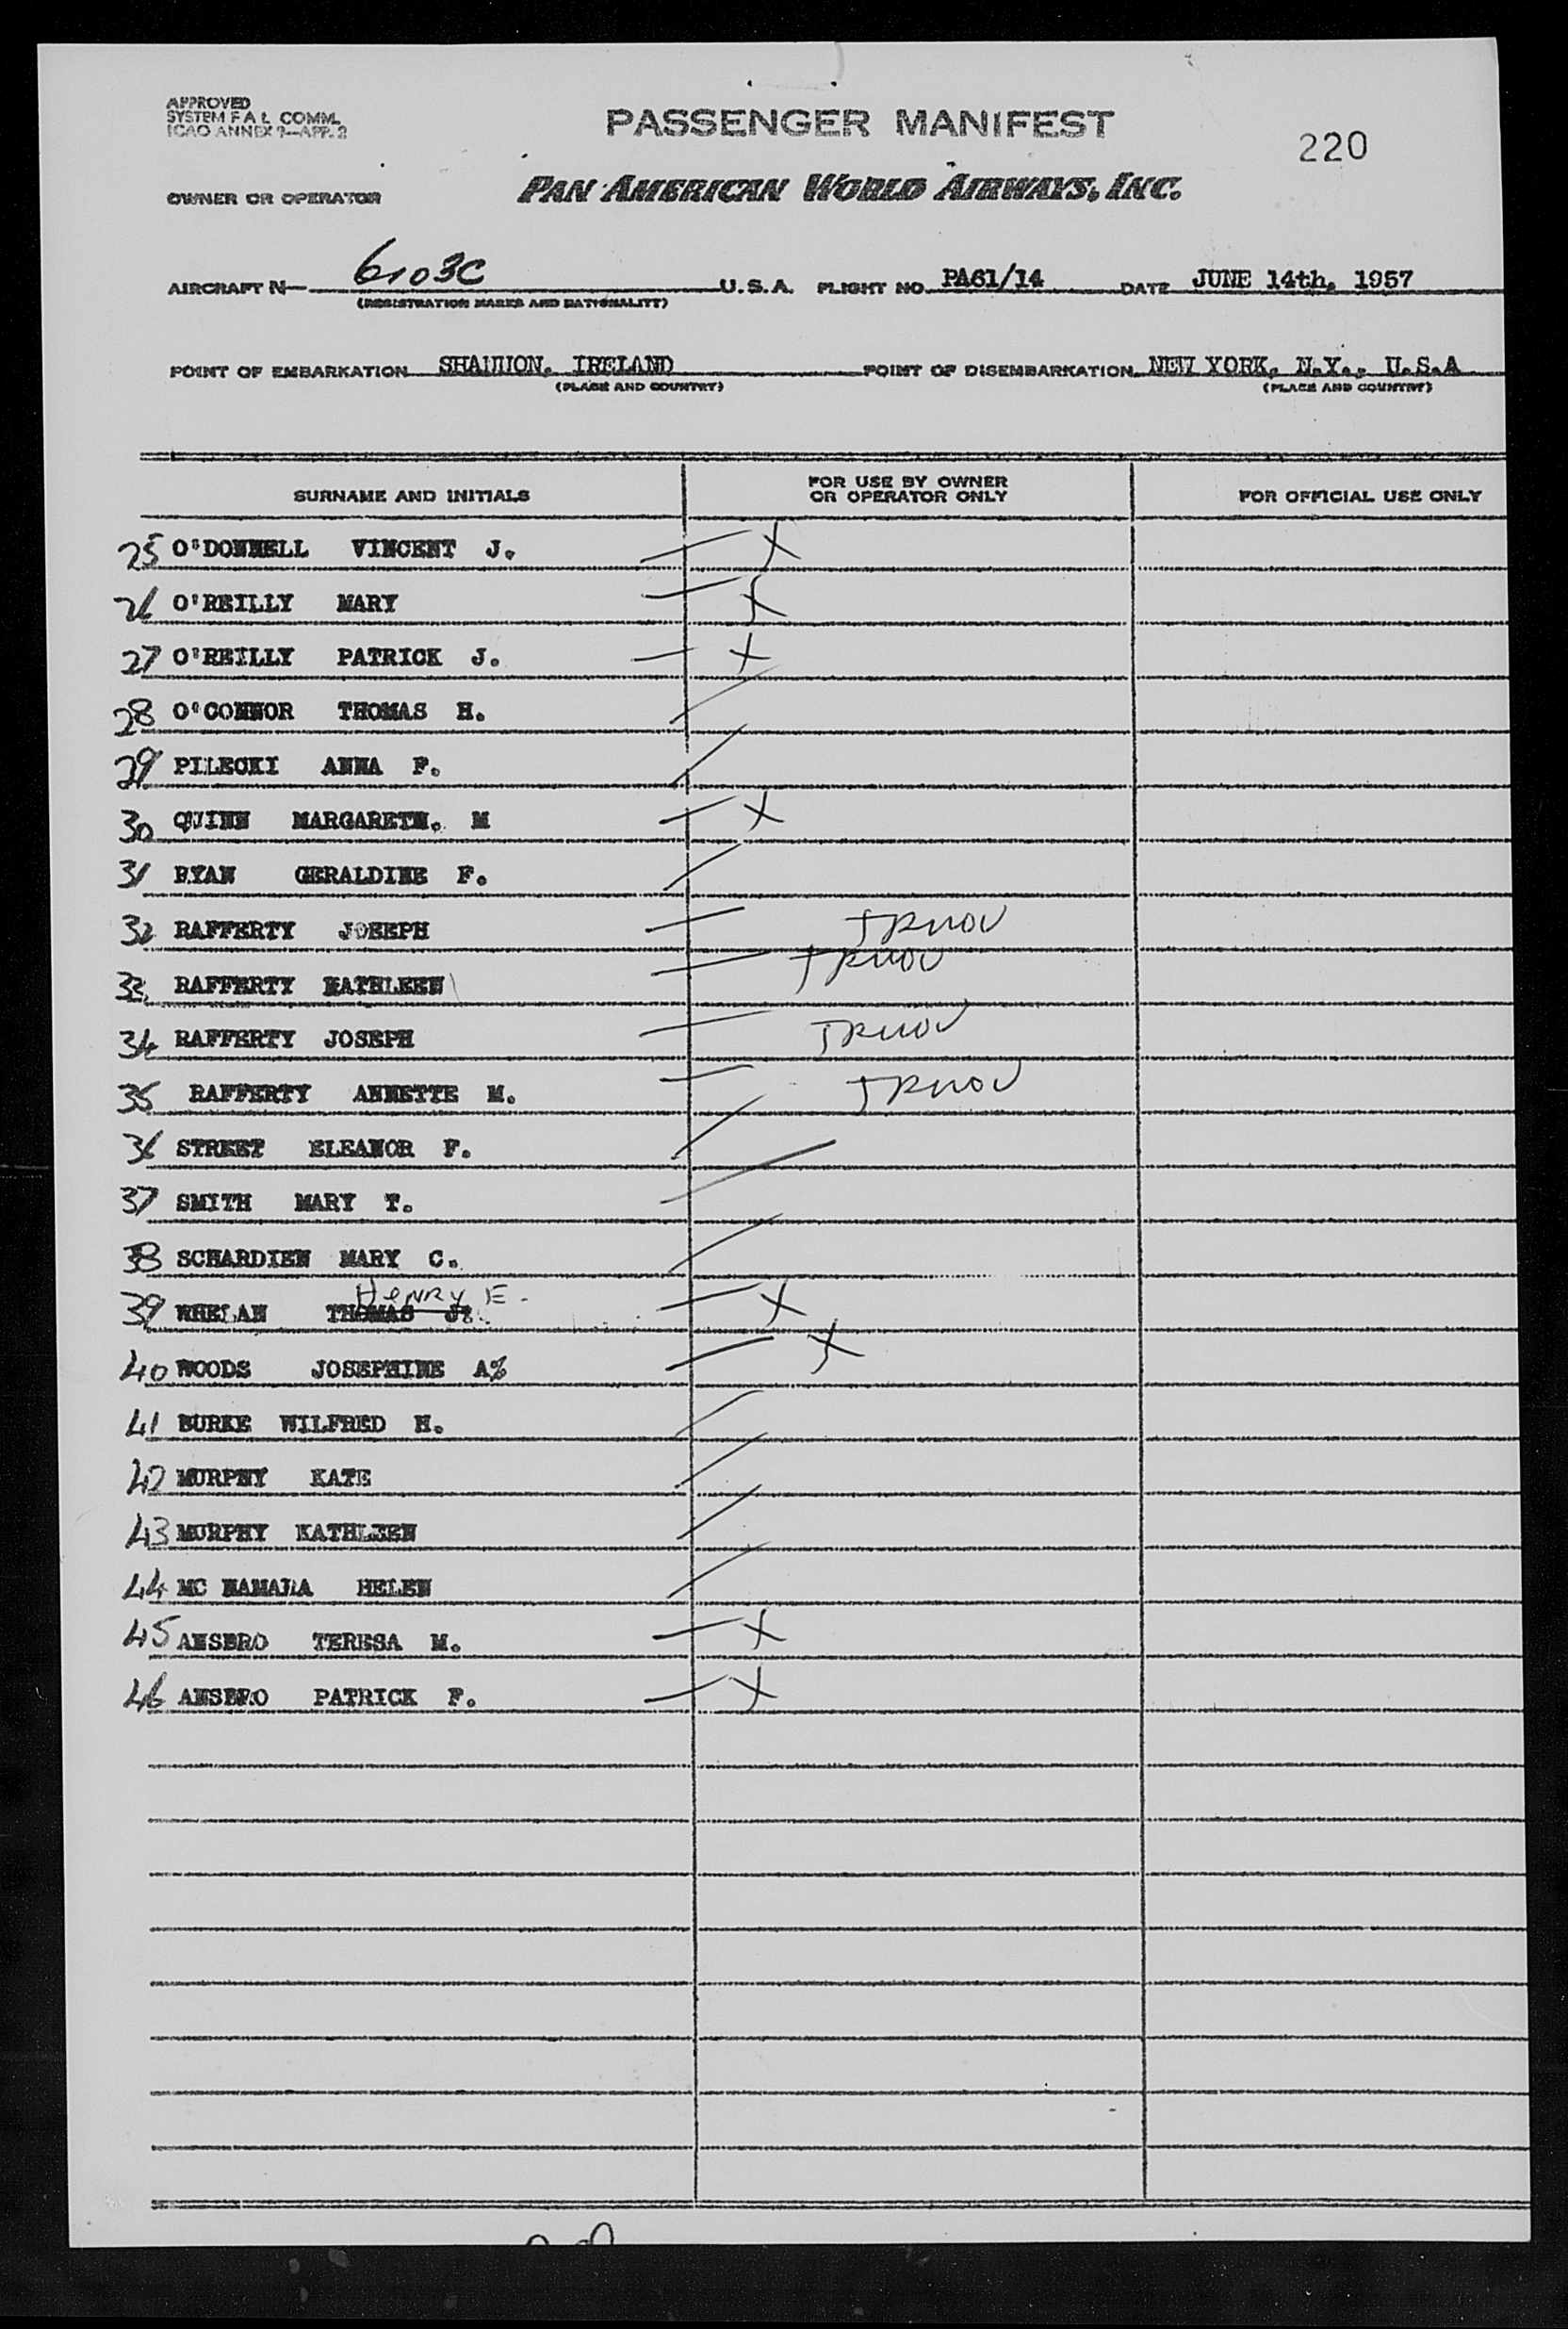 APPROVED
SYSTEM F A L COMM.
ICAO ANNEX 9—APP. 2
PASSENGER MANIFEST
220
OWNER OR OPERATOR
PAN AMERICAN WORLD AIRWAYS, INC.
AIRCRAFT N— 6103C U.S.A. FLIGHT NO. PA61/14 DATE JUNE 14th, 1957
(REGISTRATION MARKS AND NATIONALITY)
POINT OF EMBARKATION SHANNON, IRELAND POINT OF DISEMBARKATION NEW YORK, N.Y., U.S.A
(PLACE AND COUNTRY) (PLACE AND COUNTRY)
SURNAME AND INITIALS FOR USE BY OWNER OR OPERATOR ONLY FOR OFFICIAL USE ONLY
25 O'DONNELL VINCENT J. — X
26 O'REILLY MARY — X
27 O'REILLY PATRICK J. — X
28 O'CONNOR THOMAS H. /
29 PILECKI ANNA F. /
30 QUINN MARGARETM. M — X
31 RYAN GERALDINE F. /
32 RAFFERTY JOSEPH —
33 RAFFERTY KATHLEEN —
34 RAFFERTY JOSEPH —
35 RAFFERTY ANNETTE M. —
36 STREET ELEANOR F. /
37 SMITH MARY T. /
38 SCHARDIEN MARY C. /
HENRY E.
39 WHELAN THOMAS J. — X
40 WOODS JOSEPHINE A% — X
41 BURKE WILFRED H. /
42 MURPHY KATE /
43 MURPHY KATHLEEN /
44 MC NAMARA HELEN /
45 ANSBRO TERESA M. — X
46 ANSBRO PATRICK F. — X